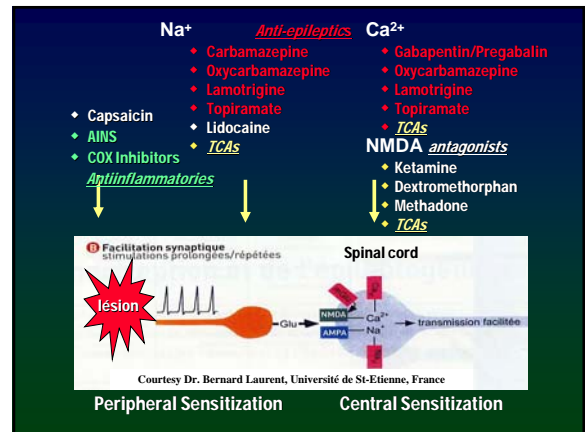 Na⁺ Anti-epileptics Ca²⁺
Carbamazepine
Oxycarbamazepine
Lamotrigine
Topiramate
Lidocaine
TCAs
Gabapentin/Pregabalin
Oxycarbamazepine
Lamotrigine
Topiramate
TCAs
Capsaicin
AINS
COX Inhibitors
Antiinflammatories
NMDA antagonists
Ketamine
Dextromethorphan
Methadone
TCAs
B Facilitation synaptique
stimulations prolongées/répétées
Spinal cord
lésion
Glu
NMDA
AMPA
Ca²⁺
Na⁺
transmission facilitée
Courtesy Dr. Bernard Laurent, Université de St-Etienne, France
Peripheral Sensitization Central Sensitization